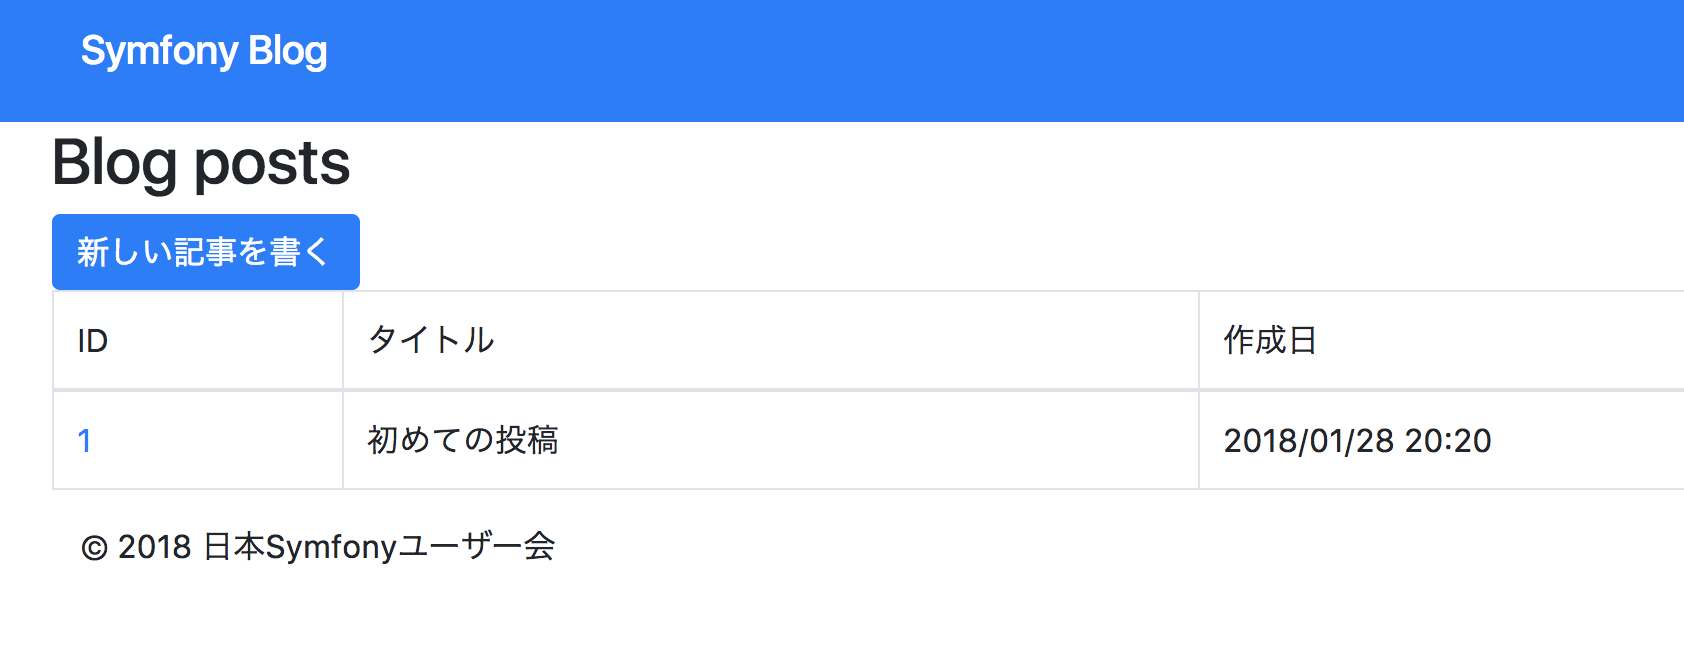 Symfony Blog
Blog posts
新しい記事を書く
ID タイトル 作成日
1 初めての投稿 2018/01/28 20:20
© 2018 日本Symfonyユーザー会